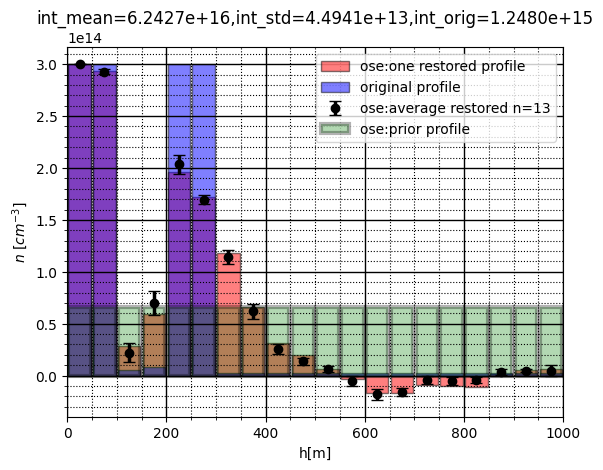 int_mean=6.2427e+16,int_std=4.4941e+13,int_orig=1.2480e+15
1e14
ose:one restored profile
original profile
ose:average restored n=13
ose:prior profile
n [cm⁻³]
3.0
2.5
2.0
1.5
1.0
0.5
0.0
0 200 400 600 800 1000
h[m]